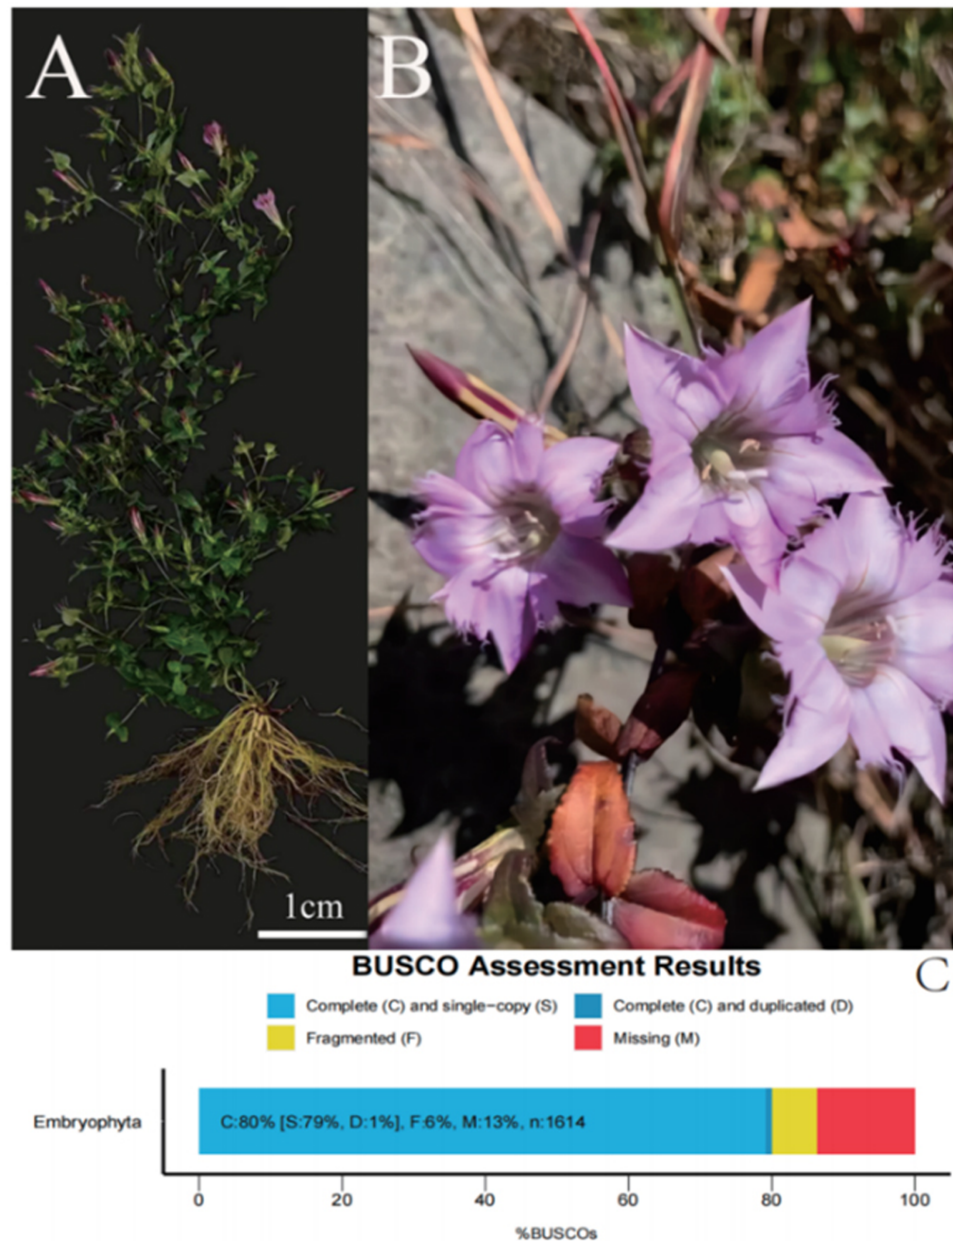 A
B
1cm
BUSCO Assessment Results
C
Complete (C) and single-copy (S)
Complete (C) and duplicated (D)
Fragmented (F)
Missing (M)
Embryophyta
C:80% [S:79%, D:1%], F:6%, M:13%, n:1614
0 20 40 60 80 100
%BUSCOs